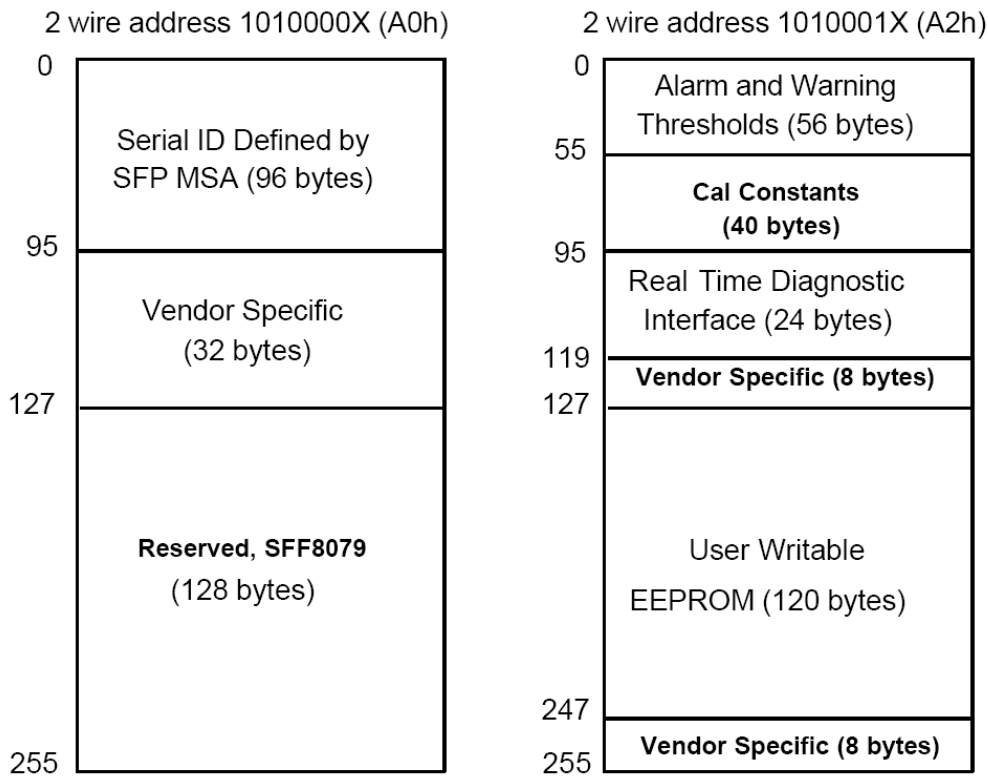 2 wire address 1010000X (A0h)
0
Serial ID Defined by
SFP MSA (96 bytes)
95
Vendor Specific
(32 bytes)
127
Reserved, SFF8079
(128 bytes)
255
2 wire address 1010001X (A2h)
0
Alarm and Warning
Thresholds (56 bytes)
55
Cal Constants
(40 bytes)
95
Real Time Diagnostic
Interface (24 bytes)
119
Vendor Specific (8 bytes)
127
User Writable
EEPROM (120 bytes)
247
Vendor Specific (8 bytes)
255